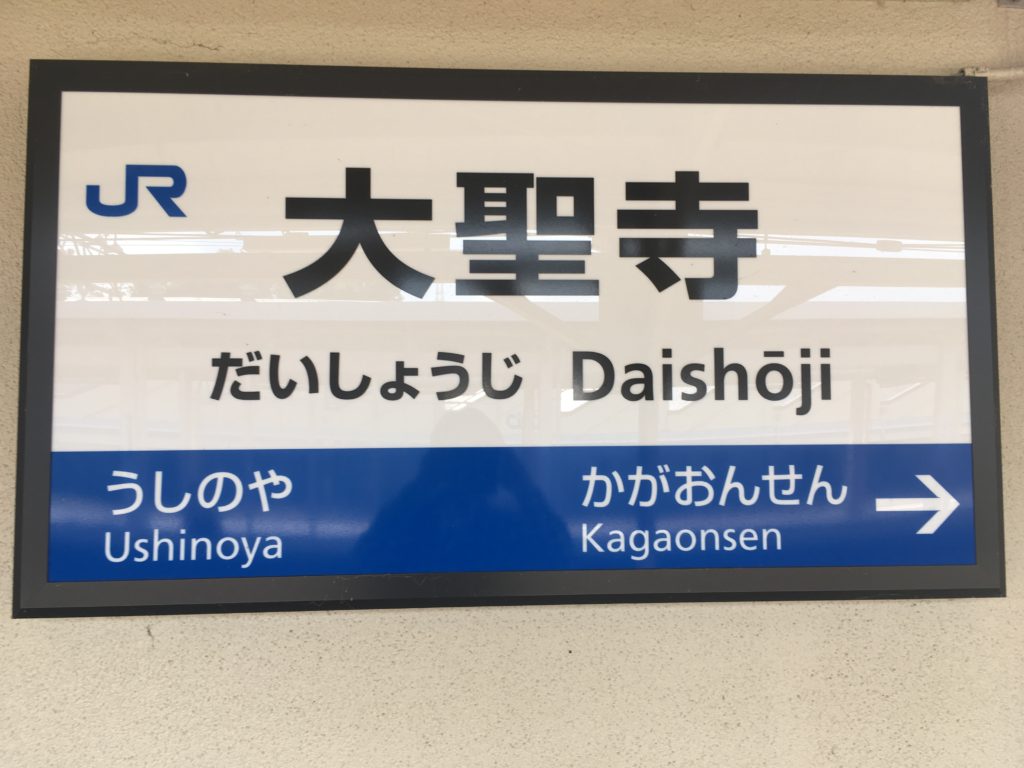 JR
大聖寺
だいしょうじ Daishōji
うしのや かがおんせん →
Ushinoya Kagaonsen